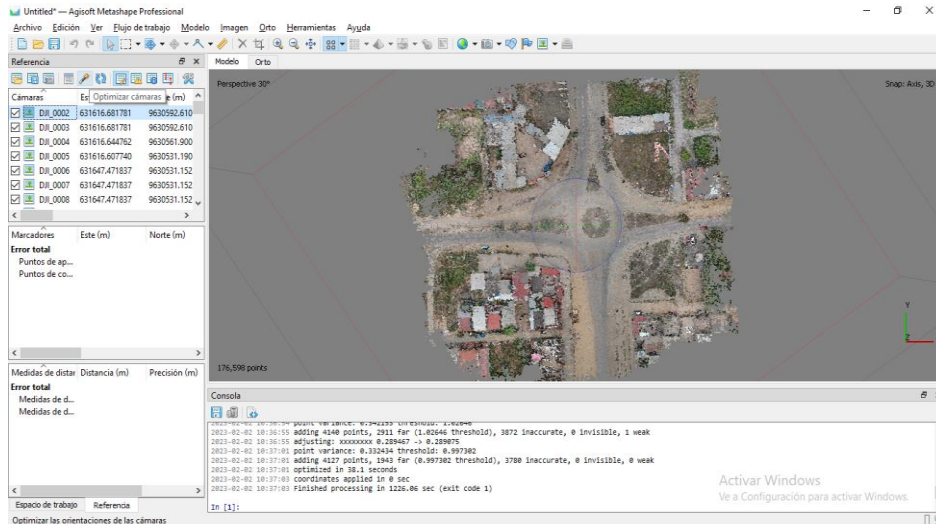 Untitled* — Agisoft Metashape Professional
Archivo Edición Ver Flujo de trabajo Modelo Imagen Orto Herramientas Ayuda
Referencia
Modelo Orto
Perspective 30°
Snap: Axis, 3D
Optimizar cámaras
Cámaras Es e (m)
DJI_0002 631616.681781 9630592.610
DJI_0003 631616.681781 9630592.610
DJI_0004 631616.644762 9630561.900
DJI_0005 631616.607740 9630531.190
DJI_0006 631647.471837 9630531.152
DJI_0007 631647.471837 9630531.152
DJI_0008 631647.471837 9630531.152
Marcadores Este (m) Norte (m)
Error total
Puntos de ap...
Puntos de co...
176,598 points
Y
Medidas de distar Distancia (m) Precisión (m)
Error total
Medidas de d...
Medidas de d...
Consola
2023-02-02 10:36:55 adding 4140 points, 2911 far (1.02646 threshold), 3872 inaccurate, 0 invisible, 1 weak
2023-02-02 10:36:55 adjusting: xxxxxxxx 0.289467 -> 0.289075
2023-02-02 10:37:01 point variance: 0.332434 threshold: 0.997302
2023-02-02 10:37:01 adding 4127 points, 1943 far (0.997302 threshold), 3780 inaccurate, 0 invisible, 0 weak
2023-02-02 10:37:01 optimized in 38.1 seconds
2023-02-02 10:37:03 coordinates applied in 0 sec
2023-02-02 10:37:03 Finished processing in 1226.06 sec (exit code 1)
In [1]:
Activar Windows
Ve a Configuración para activar Windows.
Espacio de trabajo Referencia
Optimizar las orientaciones de las cámaras